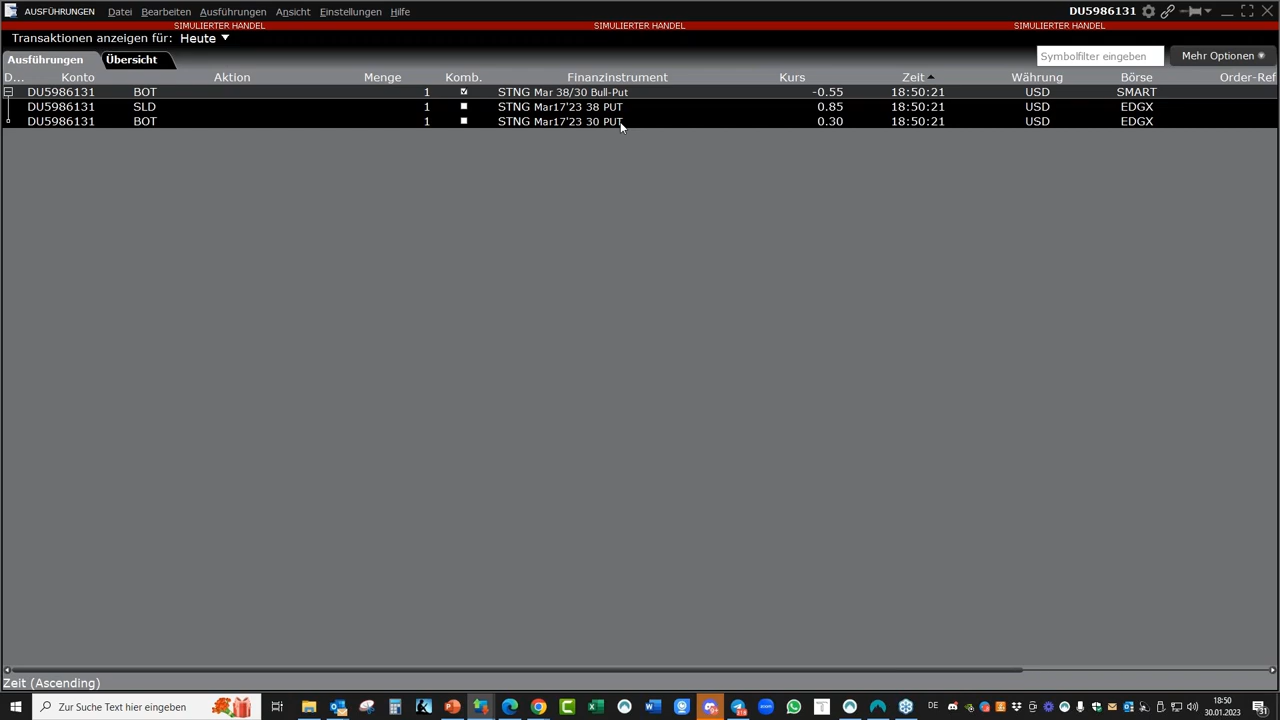 AUSFÜHRUNGEN Datei Bearbeiten Ausführungen Ansicht Einstellungen Hilfe DU5986131
SIMULIERTER HANDEL SIMULIERTER HANDEL SIMULIERTER HANDEL
Transaktionen anzeigen für: Heute
Ausführungen Übersicht Symbolfilter eingeben Mehr Optionen
D... Konto Aktion Menge Komb. Finanzinstrument Kurs Zeit Währung Börse Order-Ref
DU5986131 BOT 1 STNG Mar 38/30 Bull-Put -0.55 18:50:21 USD SMART
DU5986131 SLD 1 STNG Mar17'23 38 PUT 0.85 18:50:21 USD EDGX
DU5986131 BOT 1 STNG Mar17'23 30 PUT 0.30 18:50:21 USD EDGX
Zeit (Ascending)
Zur Suche Text hier eingeben DE 18:50
30.01.2023